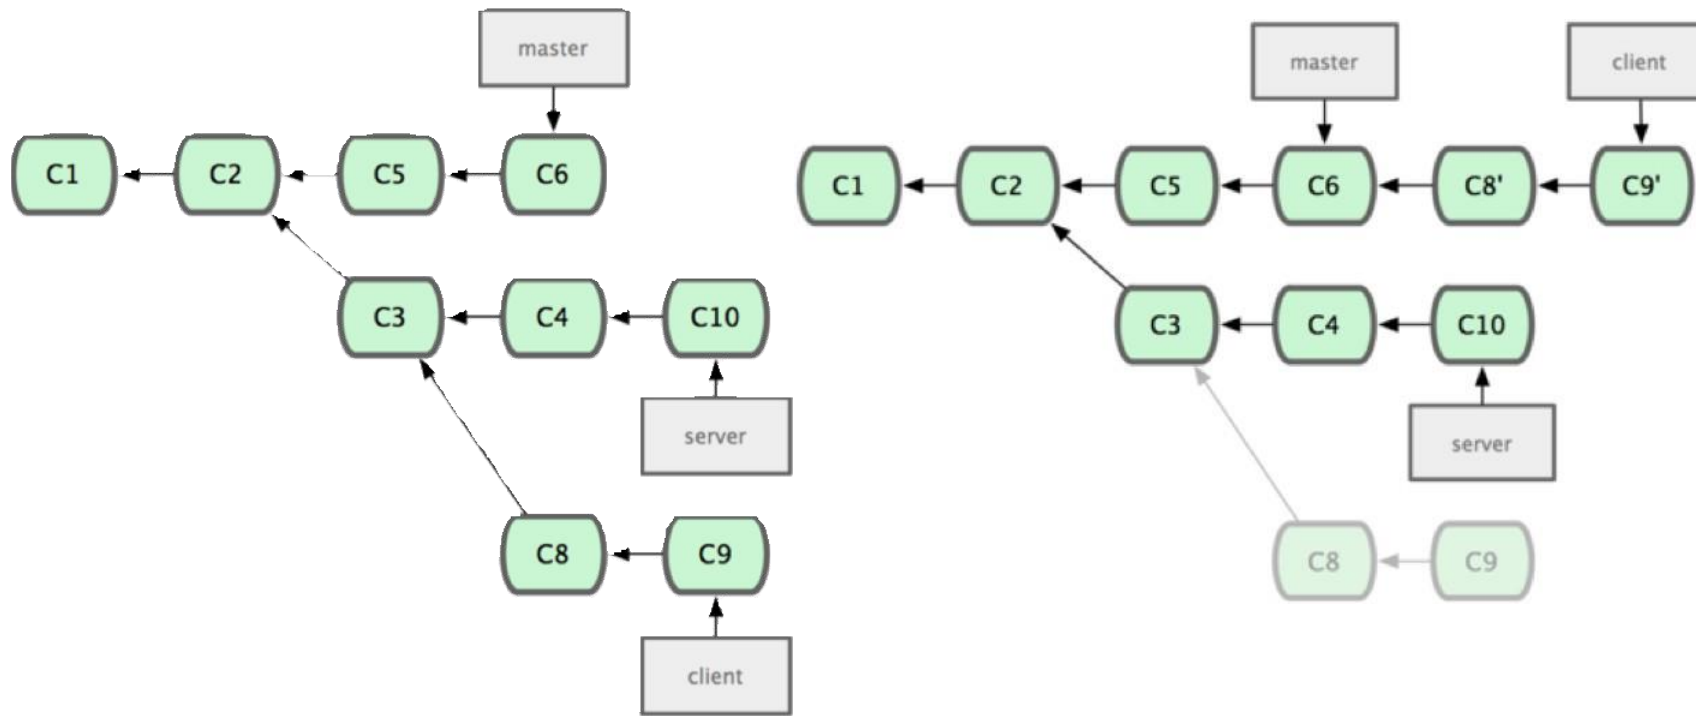 master
C1 C2 C5 C6
C3 C4 C10
server
C8 C9
client
master client
C1 C2 C5 C6 C8' C9'
C3 C4 C10
server
C8 C9